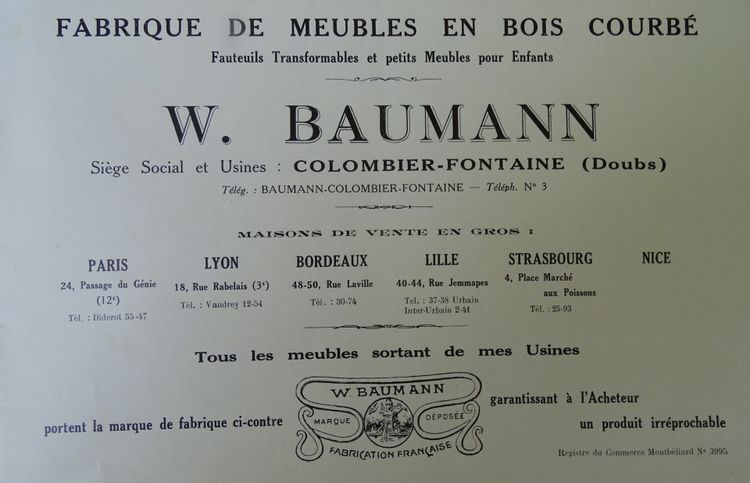 FABRIQUE DE MEUBLES EN BOIS COURBÉ
Fauteuils Transformables et petits Meubles pour Enfants
W. BAUMANN
Siège Social et Usines : COLOMBIER-FONTAINE (Doubs)
Télég. : BAUMANN-COLOMBIER-FONTAINE — Téléph. N° 3
MAISONS DE VENTE EN GROS :
PARIS
24, Passage du Génie
(12e)
Tél. : Diderot 55-47
LYON
18, Rue Rabelais (3e)
Tél. : Vaudrey 12-54
BORDEAUX
48-50, Rue Laville
Tél. : 30-74
LILLE
40-44, Rue Jemmapes
Tel. : 37-38 Urbain
Inter-Urbain 2-41
STRASBOURG
4, Place Marché
aux Poissons
Tél. : 25-93
NICE
Tous les meubles sortant de mes Usines
portent la marque de fabrique ci-contre
W. BAUMANN
MARQUE DÉPOSÉE
FABRICATION FRANÇAISE
garantissant à l'Acheteur
un produit irréprochable
Registre du Commerce Montbéliard N° 3995